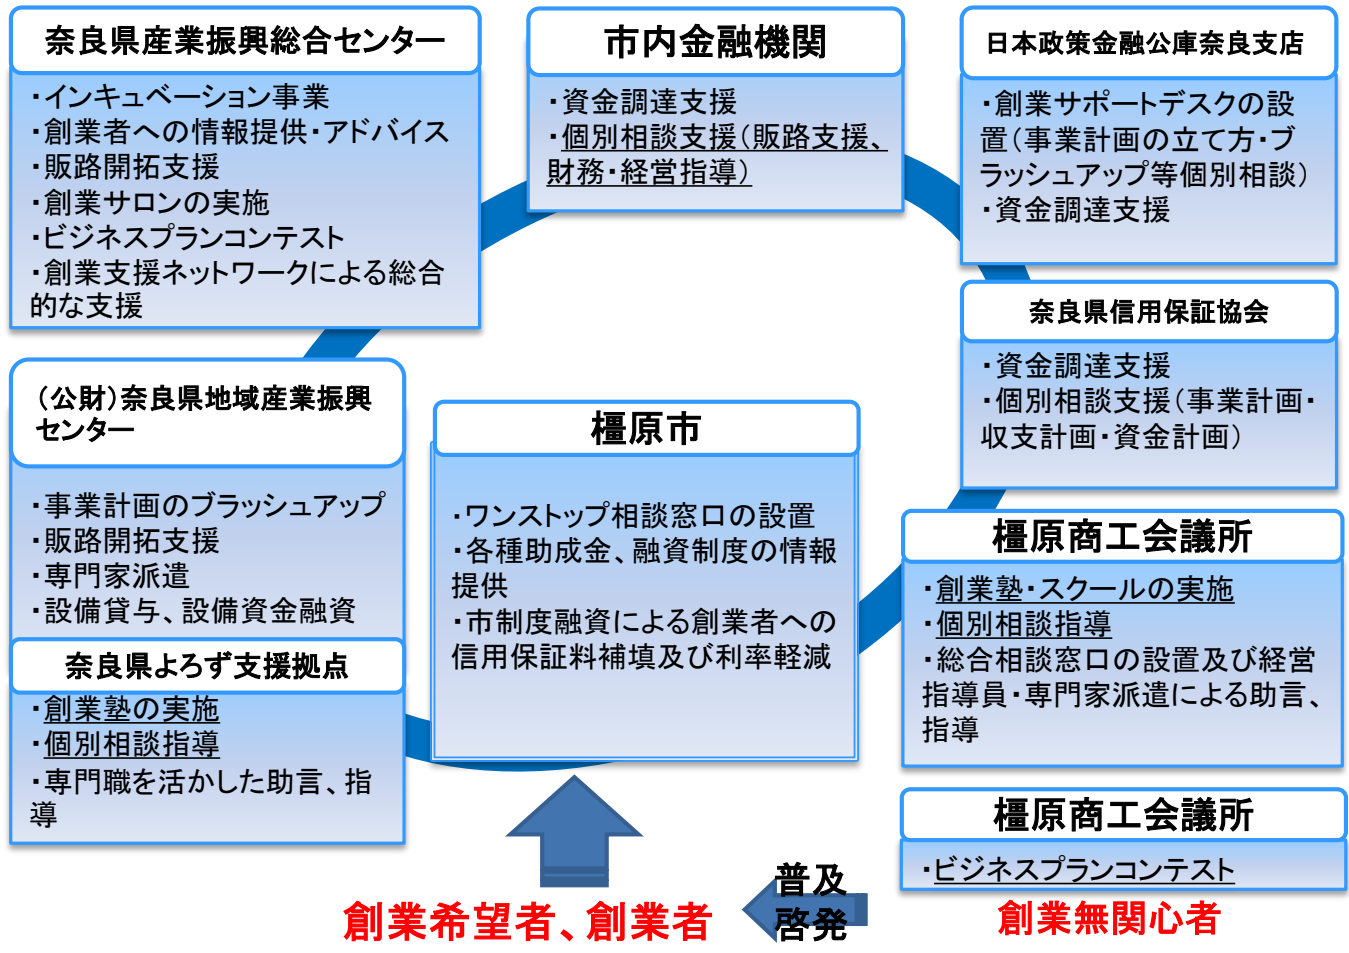 奈良県産業振興総合センター
・インキュベーション事業
・創業者への情報提供・アドバイス
・販路開拓支援
・創業サロンの実施
・ビジネスプランコンテスト
・創業支援ネットワークによる総合
的な支援
市内金融機関
・資金調達支援
・個別相談支援（販路支援、
財務・経営指導）
日本政策金融公庫奈良支店
・創業サポートデスクの設
置（事業計画の立て方・ブ
ラッシュアップ等個別相談）
・資金調達支援
奈良県信用保証協会
・資金調達支援
・個別相談支援（事業計画・
収支計画・資金計画）
（公財）奈良県地域産業振興
センター
・事業計画のブラッシュアップ
・販路開拓支援
・専門家派遣
・設備貸与、設備資金融資
奈良県よろず支援拠点
・創業塾の実施
・個別相談指導
・専門職を活かした助言、指
導
橿原市
・ワンストップ相談窓口の設置
・各種助成金、融資制度の情報
提供
・市制度融資による創業者への
信用保証料補填及び利率軽減
橿原商工会議所
・創業塾・スクールの実施
・個別相談指導
・総合相談窓口の設置及び経営
指導員・専門家派遣による助言、
指導
橿原商工会議所
・ビジネスプランコンテスト
創業無関心者
普及
啓発
創業希望者、創業者